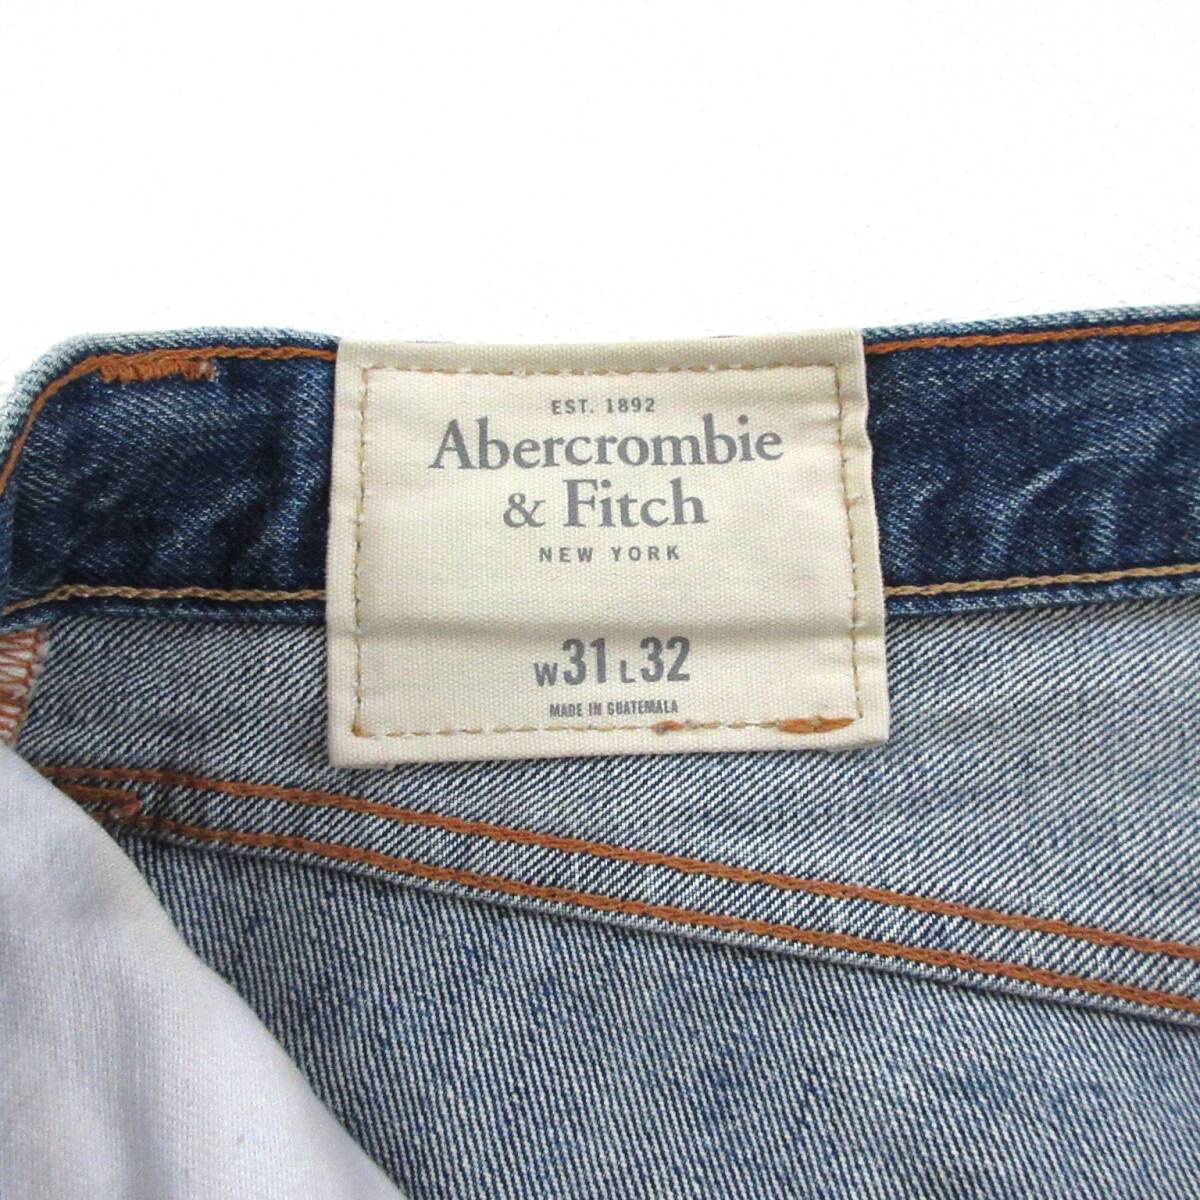 EST. 1892
Abercrombie
& Fitch
NEW YORK
W31 L32
MADE IN GUATEMALA